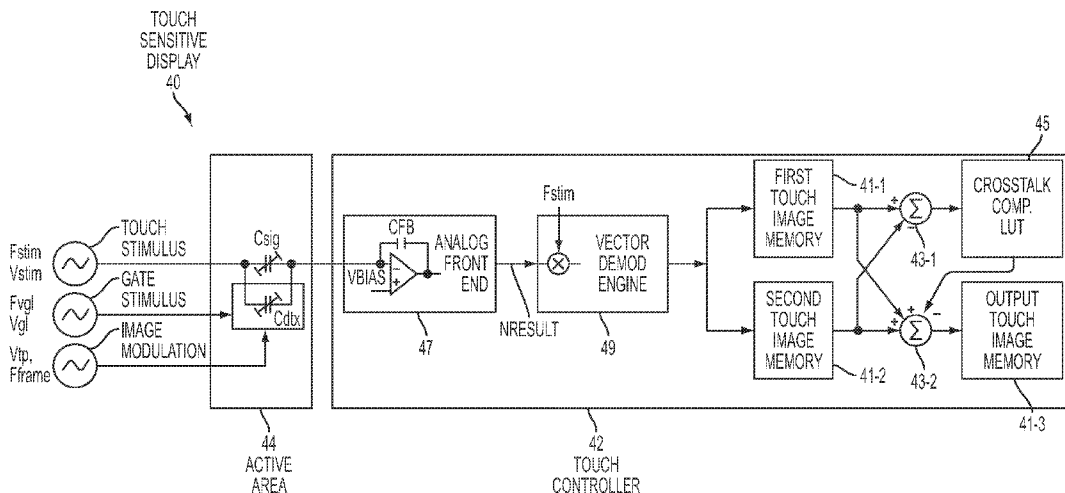 TOUCH
SENSITIVE
DISPLAY
40
Fstim
Vstim
TOUCH
STIMULUS
Fvgl
Vgl
GATE
STIMULUS
Vtp,
Fframe
IMAGE
MODULATION
Csig
Cdtx
44
ACTIVE
AREA
CFB
VBIAS
-
+
ANALOG
FRONT
END
47
NRESULT
Fstim
VECTOR
DEMOD
ENGINE
49
FIRST
TOUCH
IMAGE
MEMORY
41-1
SECOND
TOUCH
IMAGE
MEMORY
41-2
+
Σ
-
43-1
+
+
Σ
-
43-2
45
CROSSTALK
COMP.
LUT
OUTPUT
TOUCH
IMAGE
MEMORY
41-3
42
TOUCH
CONTROLLER